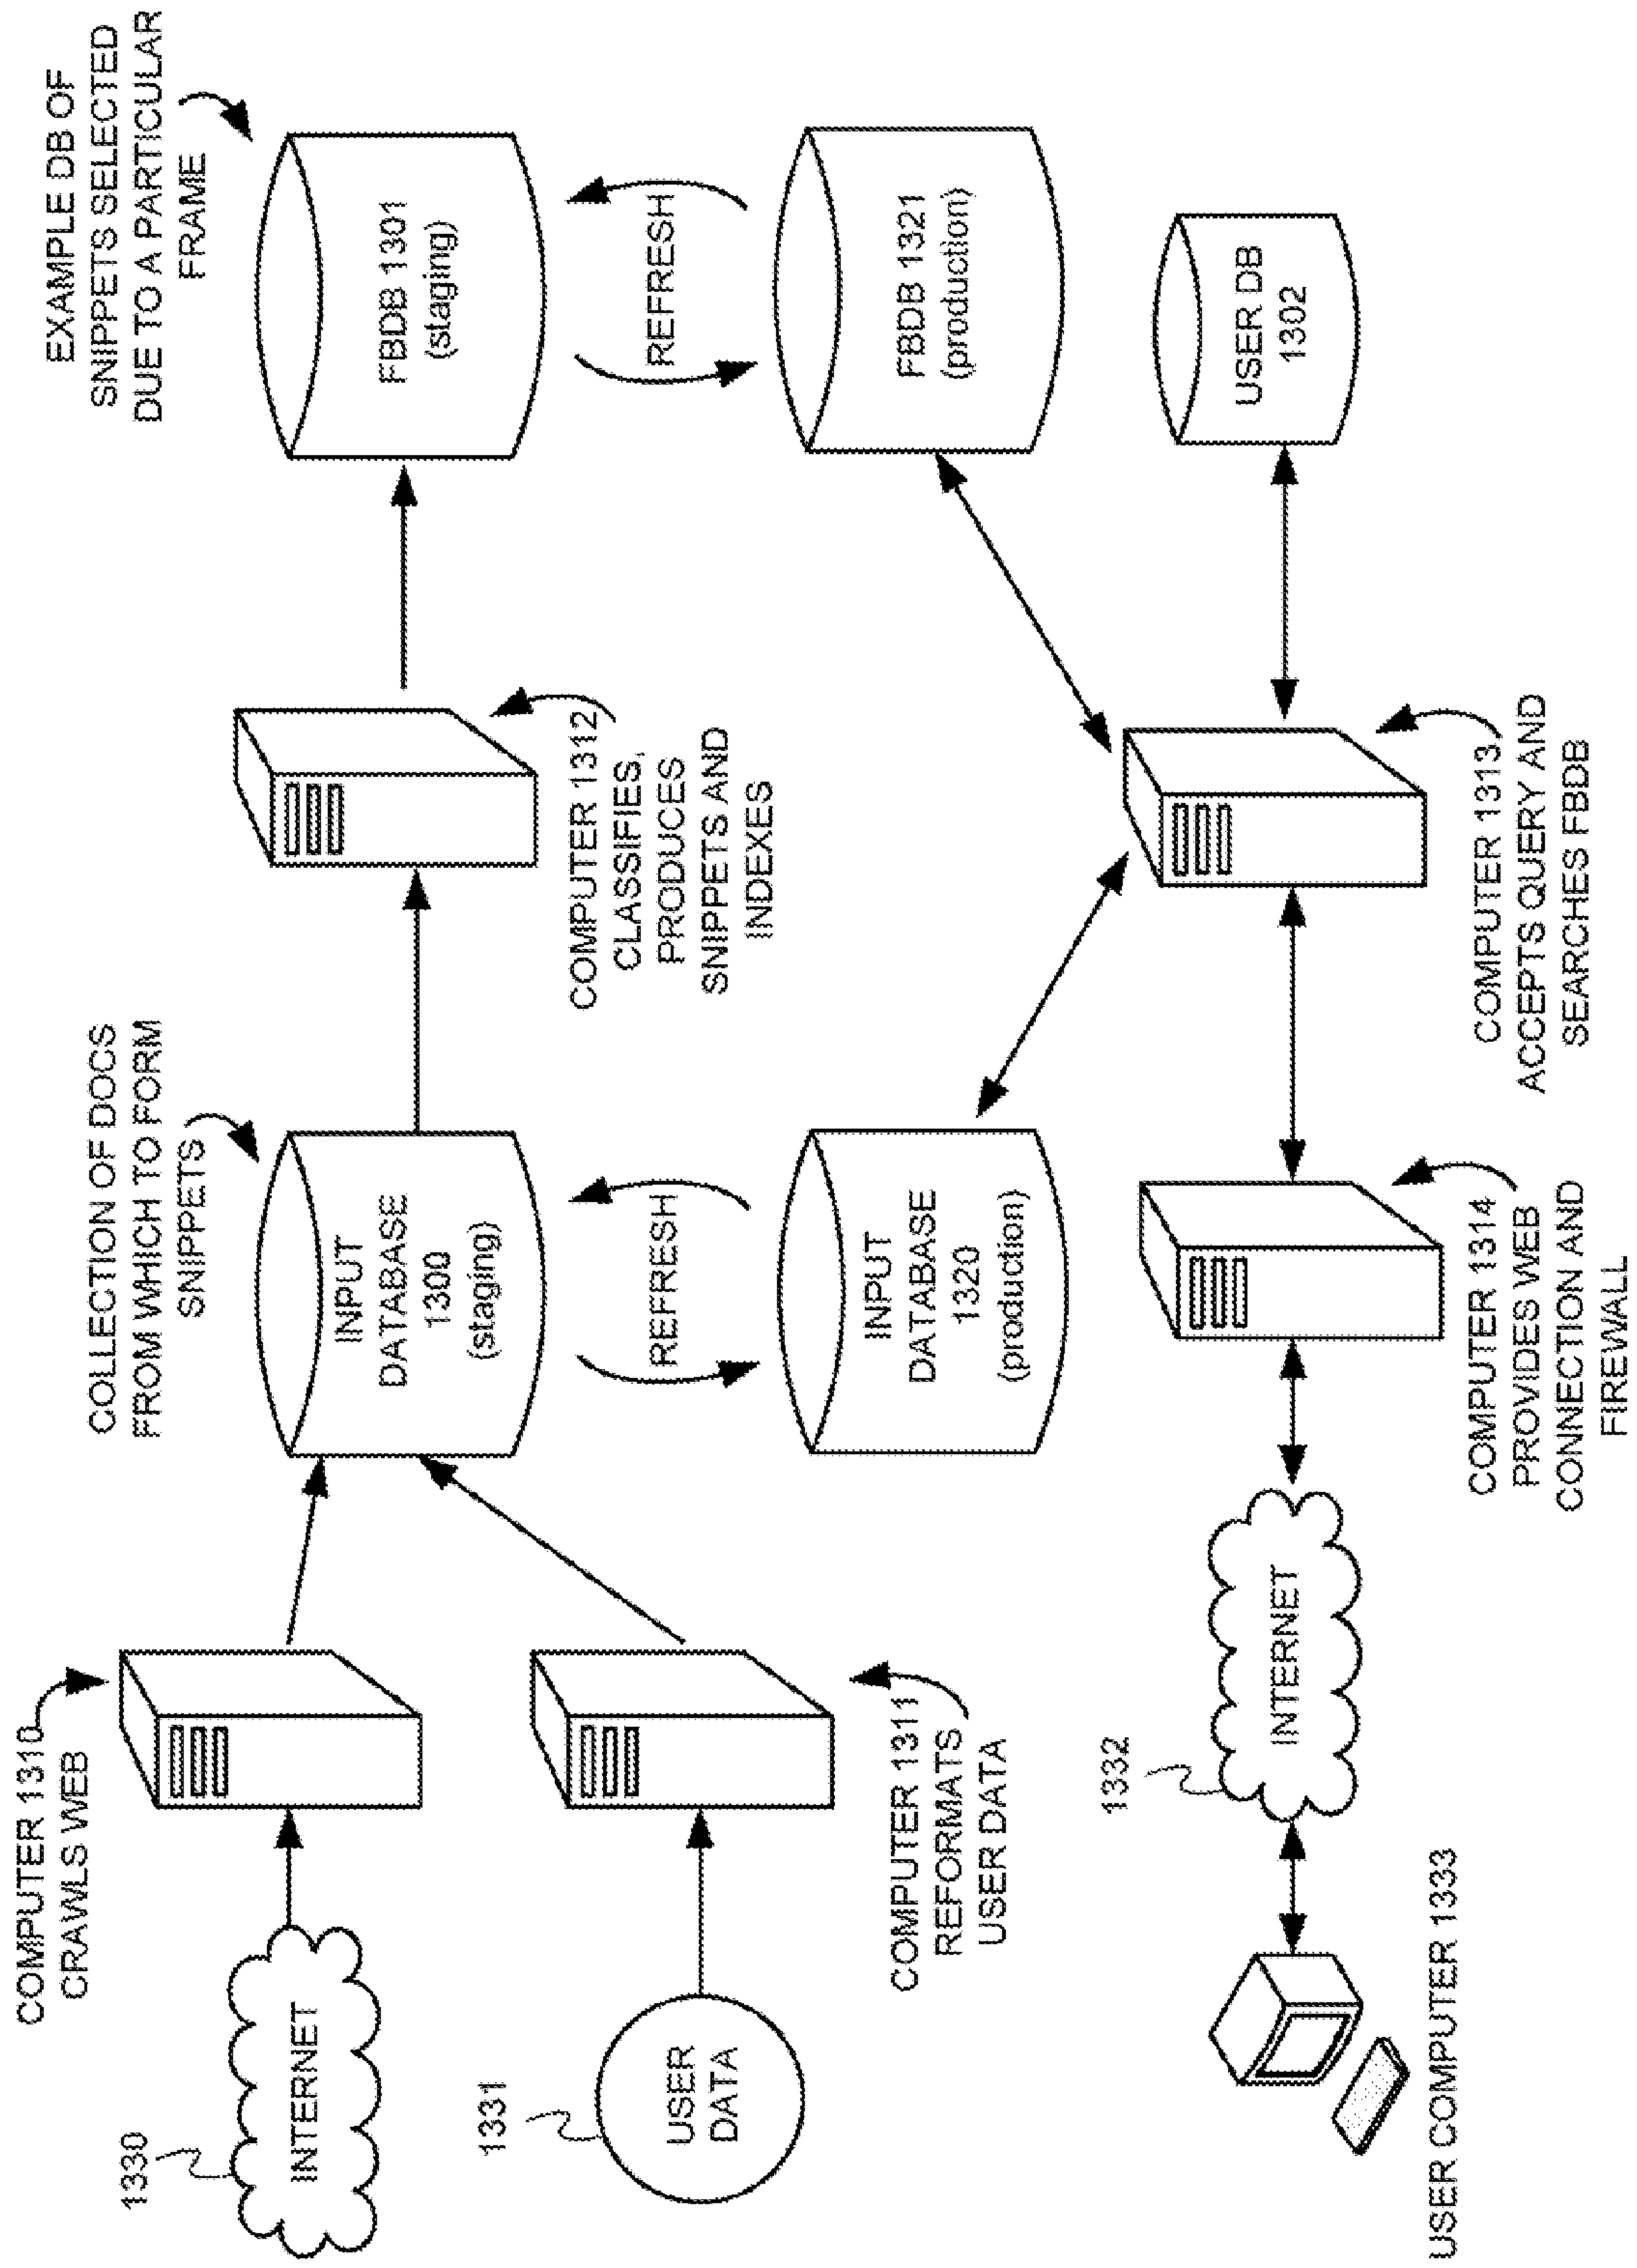 COMPUTER 1310
CRAWLS WEB
1330
INTERNET
COLLECTION OF DOCS
FROM WHICH TO FORM
SNIPPETS
INPUT
DATABASE
1300
(staging)
COMPUTER 1312
CLASSIFIES,
PRODUCES
SNIPPETS AND
INDEXES
EXAMPLE DB OF
SNIPPETS SELECTED
DUE TO A PARTICULAR
FRAME
FBDB 1301
(staging)
1331
USER
DATA
COMPUTER 1311
REFORMATS
USER DATA
REFRESH
INPUT
DATABASE
1320
(production)
REFRESH
FBDB 1321
(production)
USER DB
1302
1332
INTERNET
USER COMPUTER 1333
COMPUTER 1314
PROVIDES WEB
CONNECTION AND
FIREWALL
COMPUTER 1313
ACCEPTS QUERY AND
SEARCHES FBDB